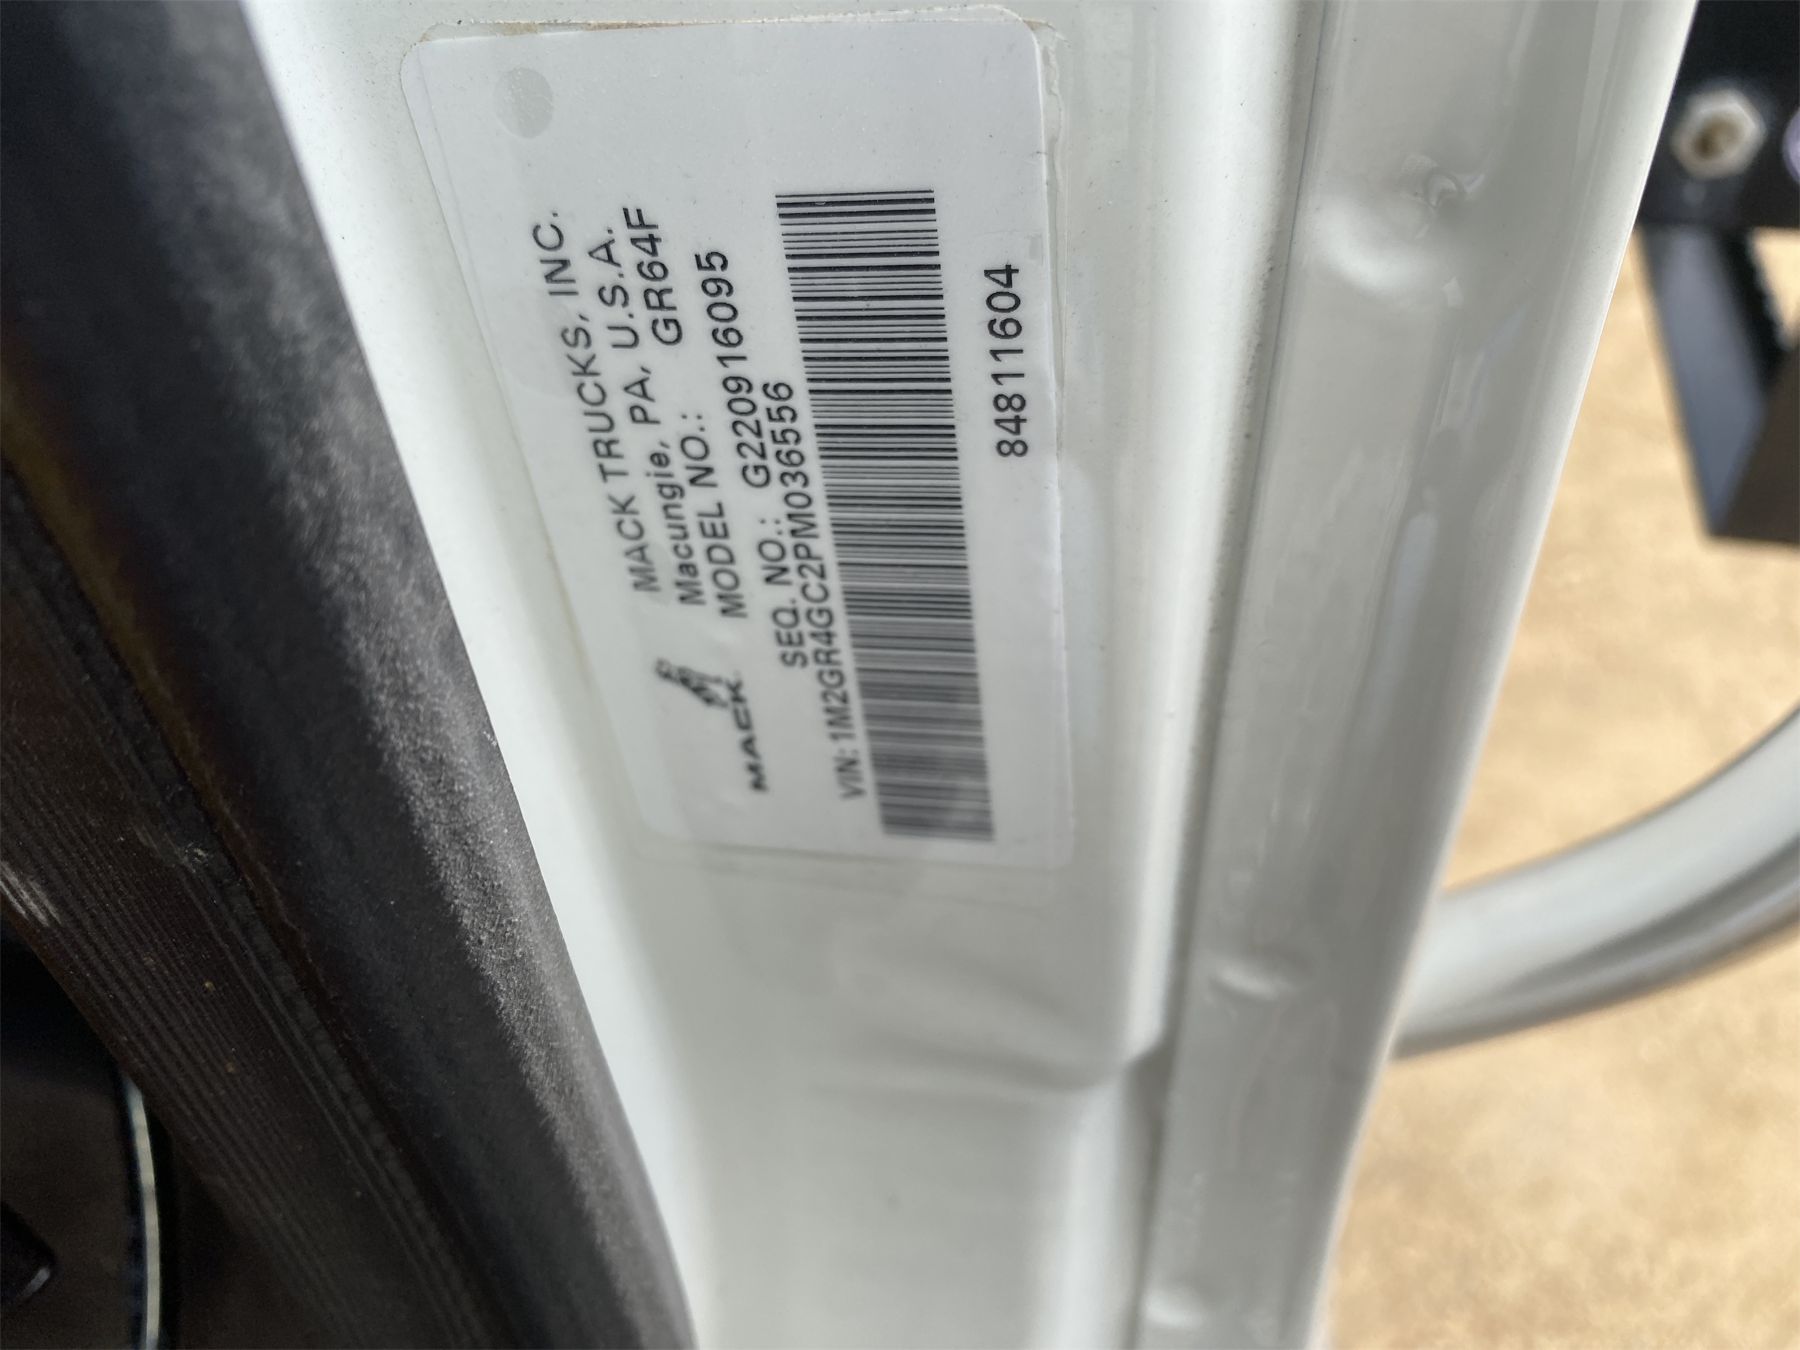 MACK TRUCKS, INC.
Macungie, PA, U.S.A.
MODEL NO.: GR64F
SEQ. NO.: G220916095
VIN: 1M2GR4GC2PM036556
84811604
MACK